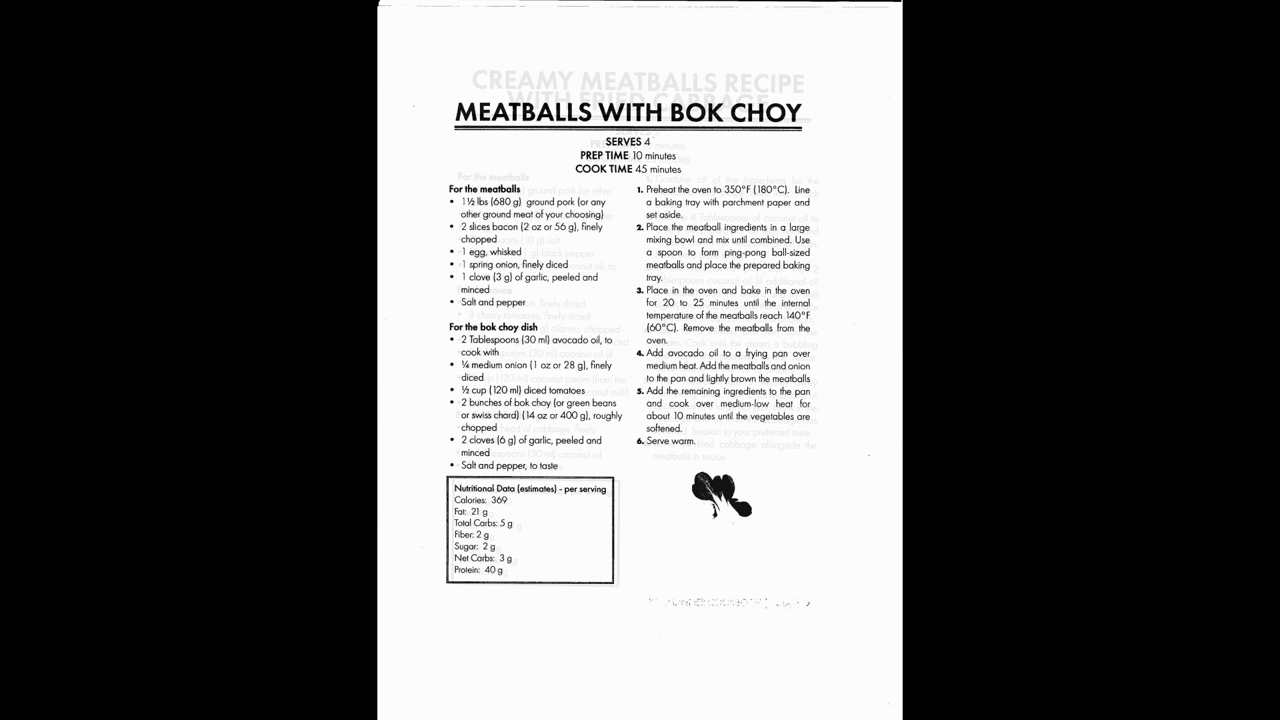 CREAMY MEATBALLS RECIPE
WITH FRIED CABBAGE
MEATBALLS WITH BOK CHOY
SERVES 4
PREP TIME 10 minutes
COOK TIME 45 minutes
For the meatballs
• 1 ½ lbs (680 g) ground pork (or any
other ground meat of your choosing)
• 2 slices bacon (2 oz or 56 g), finely
chopped
• 1 egg, whisked
• 1 spring onion, finely diced
• 1 clove (3 g) of garlic, peeled and
minced
• Salt and pepper
For the bok choy dish
• 2 Tablespoons (30 ml) avocado oil, to
cook with
• ¼ medium onion (1 oz or 28 g), finely
diced
• ½ cup (120 ml) diced tomatoes
• 2 bunches of bok choy (or green beans
or swiss chard) (14 oz or 400 g), roughly
chopped
• 2 cloves (6 g) of garlic, peeled and
minced
• Salt and pepper, to taste
Nutritional Data (estimates) - per serving
Calories: 369
Fat: 21 g
Total Carbs: 5 g
Fiber: 2 g
Sugar: 2 g
Net Carbs: 3 g
Protein: 40 g
1. Preheat the oven to 350°F (180°C). Line
a baking tray with parchment paper and
set aside.
2. Place the meatball ingredients in a large
mixing bowl and mix until combined. Use
a spoon to form ping-pong ball-sized
meatballs and place the prepared baking
tray.
3. Place in the oven and bake in the oven
for 20 to 25 minutes until the internal
temperature of the meatballs reach 140°F
(60°C). Remove the meatballs from the
oven.
4. Add avocado oil to a frying pan over
medium heat. Add the meatballs and onion
to the pan and lightly brown the meatballs
5. Add the remaining ingredients to the pan
and cook over medium-low heat for
about 10 minutes until the vegetables are
softened.
6. Serve warm.